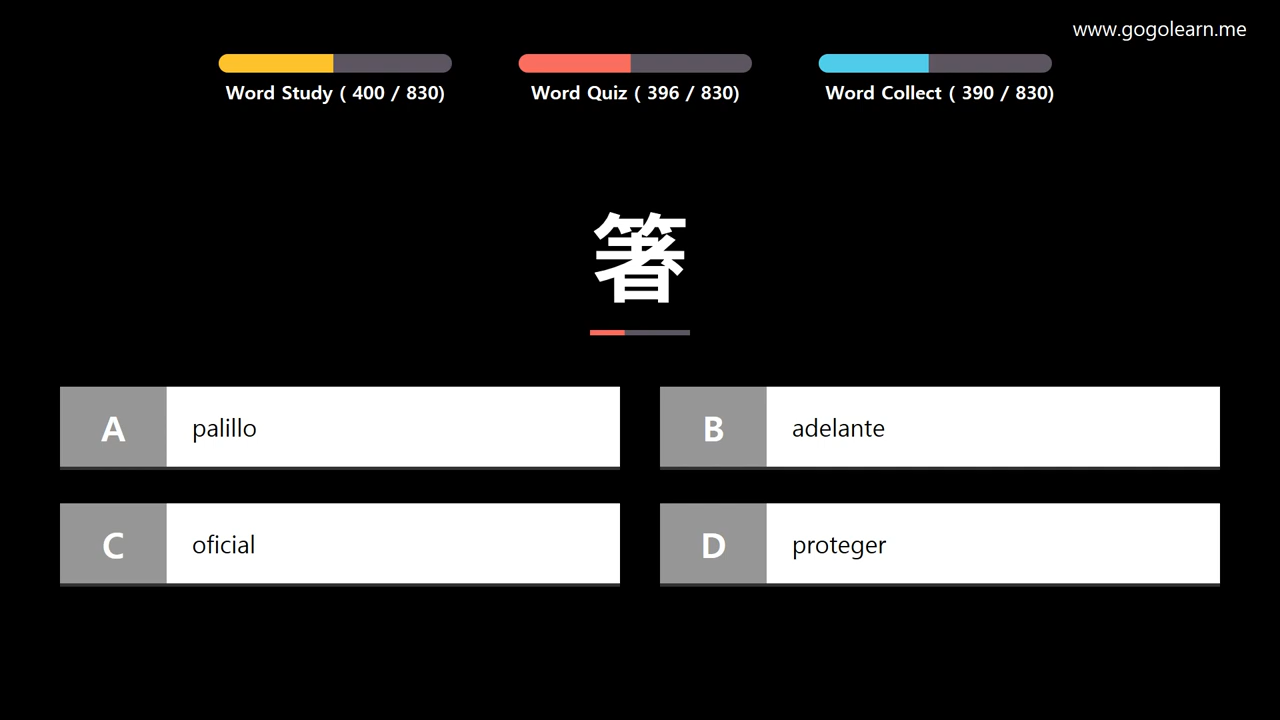 www.gogolearn.me
Word Study ( 400 / 830)
Word Quiz ( 396 / 830)
Word Collect ( 390 / 830)
箸
A palillo
B adelante
C oficial
D proteger